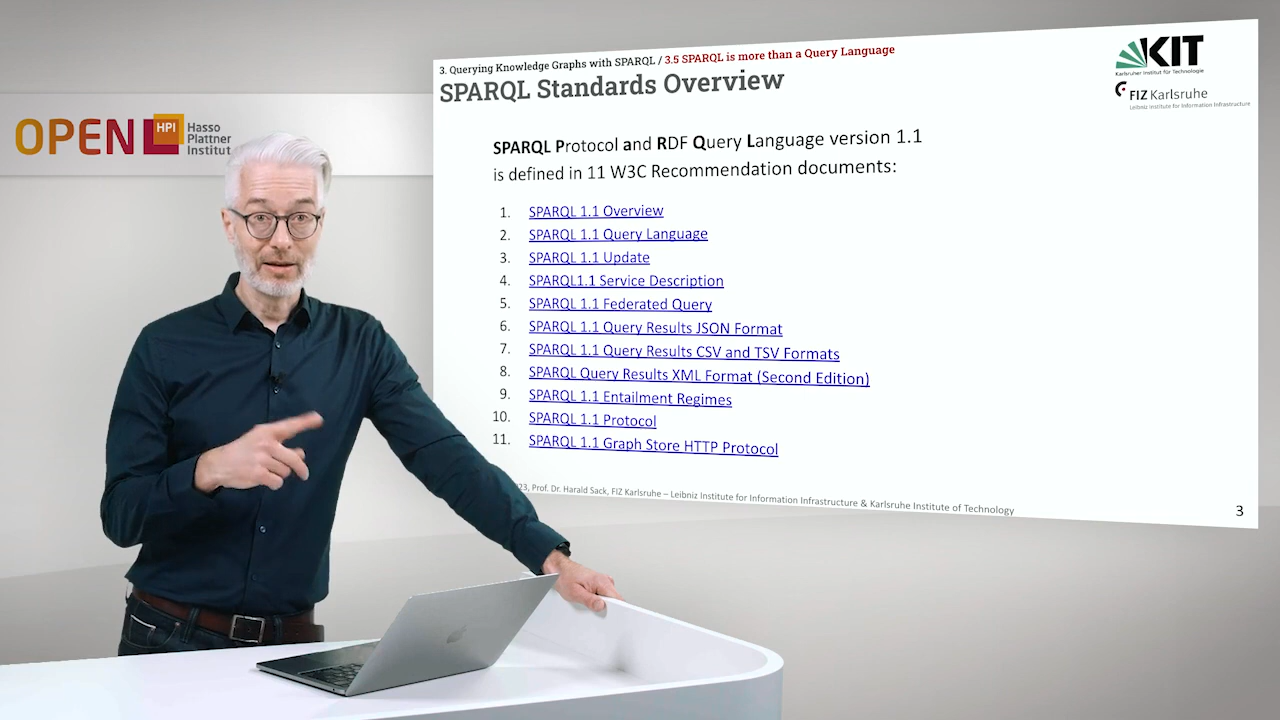 OPEN HPI Hasso
Plattner
Institut
3. Querying Knowledge Graphs with SPARQL / 3.5 SPARQL is more than a Query Language
SPARQL Standards Overview
KIT
Karlsruher Institut für Technologie
FIZ Karlsruhe
Leibniz Institute for Information Infrastructure
SPARQL Protocol and RDF Query Language version 1.1
is defined in 11 W3C Recommendation documents:
1. SPARQL 1.1 Overview
2. SPARQL 1.1 Query Language
3. SPARQL 1.1 Update
4. SPARQL1.1 Service Description
5. SPARQL 1.1 Federated Query
6. SPARQL 1.1 Query Results JSON Format
7. SPARQL 1.1 Query Results CSV and TSV Formats
8. SPARQL Query Results XML Format (Second Edition)
9. SPARQL 1.1 Entailment Regimes
10. SPARQL 1.1 Protocol
11. SPARQL 1.1 Graph Store HTTP Protocol
Prof. Dr. Harald Sack, FIZ Karlsruhe – Leibniz Institute for Information Infrastructure & Karlsruhe Institute of Technology
3